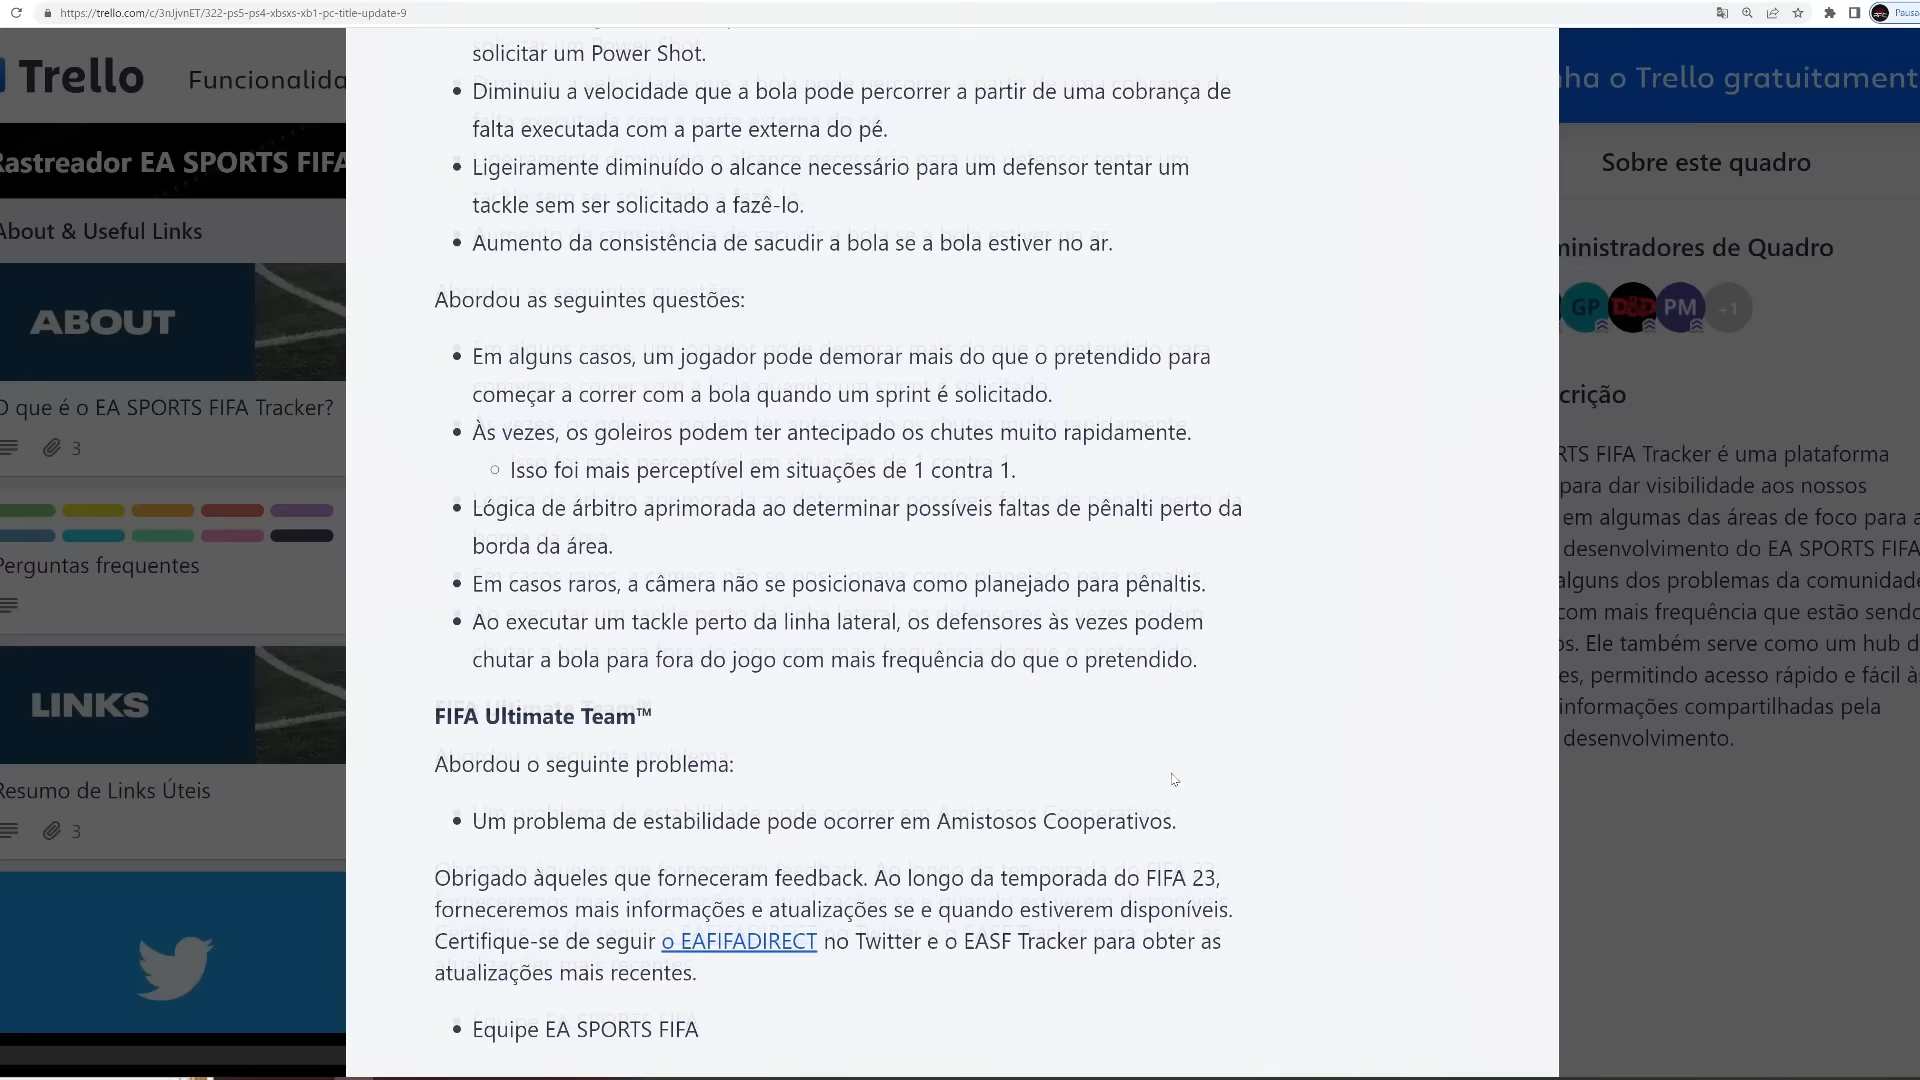 https://trello.com/c/3nJjvnET/322-ps5-ps4-xbsxs-xb1-pc-title-update-9
Pausa
Trello
Funcionalida
nha o Trello gratuitament
Rastreador EA SPORTS FIFA
Sobre este quadro
About & Useful Links
ministradores de Quadro
ABOUT
GP
D&D
PM
+1
O que é o EA SPORTS FIFA Tracker?
3
crição
Perguntas frequentes
RTS FIFA Tracker é uma plataforma
para dar visibilidade aos nossos
em algumas das áreas de foco para a
desenvolvimento do EA SPORTS FIFA
alguns dos problemas da comunidade
com mais frequência que estão sendo
os. Ele também serve como um hub d
es, permitindo acesso rápido e fácil às
informações compartilhadas pela
desenvolvimento.
LINKS
Resumo de Links Úteis
3
solicitar um Power Shot.
• Diminuiu a velocidade que a bola pode percorrer a partir de uma cobrança de
falta executada com a parte externa do pé.
• Ligeiramente diminuído o alcance necessário para um defensor tentar um
tackle sem ser solicitado a fazê-lo.
• Aumento da consistência de sacudir a bola se a bola estiver no ar.
Abordou as seguintes questões:
• Em alguns casos, um jogador pode demorar mais do que o pretendido para
começar a correr com a bola quando um sprint é solicitado.
• Às vezes, os goleiros podem ter antecipado os chutes muito rapidamente.
○ Isso foi mais perceptível em situações de 1 contra 1.
• Lógica de árbitro aprimorada ao determinar possíveis faltas de pênalti perto da
borda da área.
• Em casos raros, a câmera não se posicionava como planejado para pênaltis.
• Ao executar um tackle perto da linha lateral, os defensores às vezes podem
chutar a bola para fora do jogo com mais frequência do que o pretendido.
FIFA Ultimate Team™
Abordou o seguinte problema:
• Um problema de estabilidade pode ocorrer em Amistosos Cooperativos.
Obrigado àqueles que forneceram feedback. Ao longo da temporada do FIFA 23,
forneceremos mais informações e atualizações se e quando estiverem disponíveis.
Certifique-se de seguir o EAFIFADIRECT no Twitter e o EASF Tracker para obter as
atualizações mais recentes.
• Equipe EA SPORTS FIFA